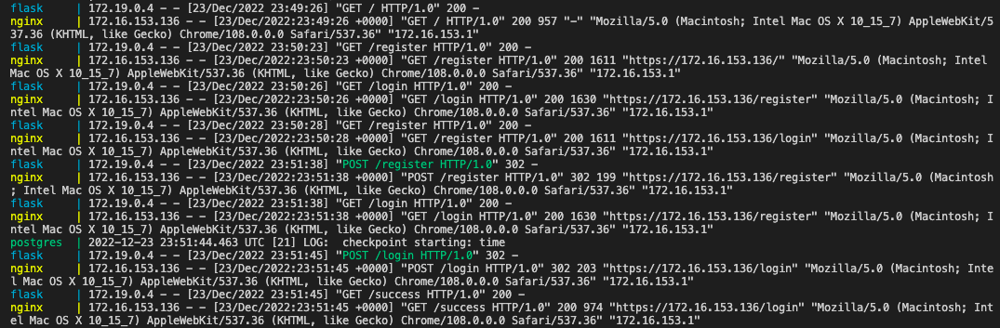 flask     | 172.19.0.4 - - [23/Dec/2022 23:49:26] "GET / HTTP/1.0" 200 -
nginx     | 172.16.153.136 - - [23/Dec/2022:23:49:26 +0000] "GET / HTTP/1.0" 200 957 "-" "Mozilla/5.0 (Macintosh; Intel Mac OS X 10_15_7) AppleWebKit/5
37.36 (KHTML, like Gecko) Chrome/108.0.0.0 Safari/537.36" "172.16.153.1"
flask     | 172.19.0.4 - - [23/Dec/2022 23:50:23] "GET /register HTTP/1.0" 200 -
nginx     | 172.16.153.136 - - [23/Dec/2022:23:50:23 +0000] "GET /register HTTP/1.0" 200 1611 "https://172.16.153.136/" "Mozilla/5.0 (Macintosh; Intel
Mac OS X 10_15_7) AppleWebKit/537.36 (KHTML, like Gecko) Chrome/108.0.0.0 Safari/537.36" "172.16.153.1"
flask     | 172.19.0.4 - - [23/Dec/2022 23:50:26] "GET /login HTTP/1.0" 200 -
nginx     | 172.16.153.136 - - [23/Dec/2022:23:50:26 +0000] "GET /login HTTP/1.0" 200 1630 "https://172.16.153.136/register" "Mozilla/5.0 (Macintosh; I
ntel Mac OS X 10_15_7) AppleWebKit/537.36 (KHTML, like Gecko) Chrome/108.0.0.0 Safari/537.36" "172.16.153.1"
flask     | 172.19.0.4 - - [23/Dec/2022 23:50:28] "GET /register HTTP/1.0" 200 -
nginx     | 172.16.153.136 - - [23/Dec/2022:23:50:28 +0000] "GET /register HTTP/1.0" 200 1611 "https://172.16.153.136/login" "Mozilla/5.0 (Macintosh; I
ntel Mac OS X 10_15_7) AppleWebKit/537.36 (KHTML, like Gecko) Chrome/108.0.0.0 Safari/537.36" "172.16.153.1"
flask     | 172.19.0.4 - - [23/Dec/2022 23:51:38] "POST /register HTTP/1.0" 302 -
nginx     | 172.16.153.136 - - [23/Dec/2022:23:51:38 +0000] "POST /register HTTP/1.0" 302 199 "https://172.16.153.136/register" "Mozilla/5.0 (Macintosh
; Intel Mac OS X 10_15_7) AppleWebKit/537.36 (KHTML, like Gecko) Chrome/108.0.0.0 Safari/537.36" "172.16.153.1"
flask     | 172.19.0.4 - - [23/Dec/2022 23:51:38] "GET /login HTTP/1.0" 200 -
nginx     | 172.16.153.136 - - [23/Dec/2022:23:51:38 +0000] "GET /login HTTP/1.0" 200 1630 "https://172.16.153.136/register" "Mozilla/5.0 (Macintosh; I
ntel Mac OS X 10_15_7) AppleWebKit/537.36 (KHTML, like Gecko) Chrome/108.0.0.0 Safari/537.36" "172.16.153.1"
postgres  | 2022-12-23 23:51:44.463 UTC [21] LOG:  checkpoint starting: time
flask     | 172.19.0.4 - - [23/Dec/2022 23:51:45] "POST /login HTTP/1.0" 302 -
nginx     | 172.16.153.136 - - [23/Dec/2022:23:51:45 +0000] "POST /login HTTP/1.0" 302 203 "https://172.16.153.136/login" "Mozilla/5.0 (Macintosh; Inte
l Mac OS X 10_15_7) AppleWebKit/537.36 (KHTML, like Gecko) Chrome/108.0.0.0 Safari/537.36" "172.16.153.1"
flask     | 172.19.0.4 - - [23/Dec/2022 23:51:45] "GET /success HTTP/1.0" 200 -
nginx     | 172.16.153.136 - - [23/Dec/2022:23:51:45 +0000] "GET /success HTTP/1.0" 200 974 "https://172.16.153.136/login" "Mozilla/5.0 (Macintosh; Int
el Mac OS X 10_15_7) AppleWebKit/537.36 (KHTML, like Gecko) Chrome/108.0.0.0 Safari/537.36" "172.16.153.1"